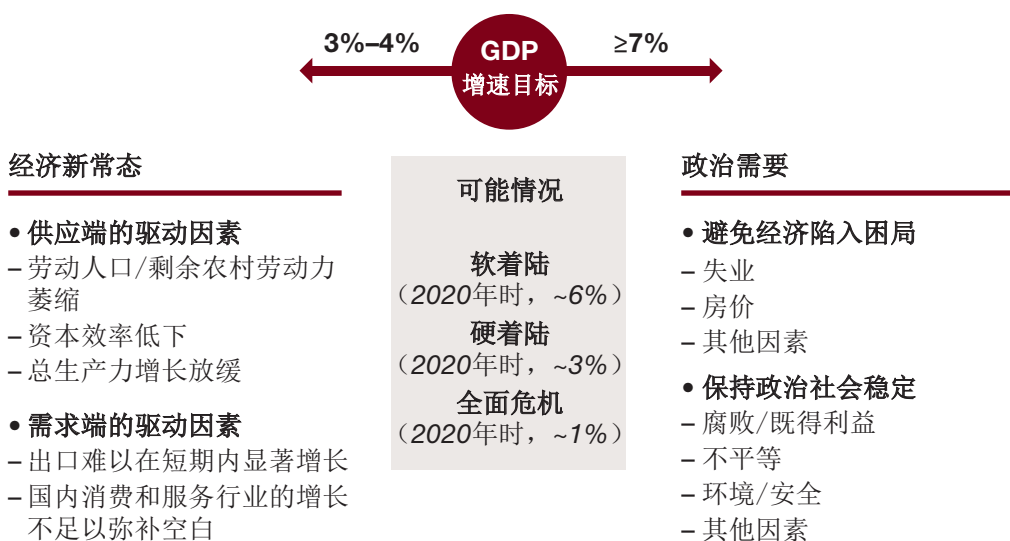 3%–4%
GDP
增速目标
≥7%
经济新常态
• 供应端的驱动因素
– 劳动人口/剩余农村劳动力
萎缩
– 资本效率低下
– 总生产力增长放缓
• 需求端的驱动因素
– 出口难以在短期内显著增长
– 国内消费和服务行业的增长
不足以弥补空白
可能情况
软着陆
（2020年时，~6%）
硬着陆
（2020年时，~3%）
全面危机
（2020年时，~1%）
政治需要
• 避免经济陷入困局
– 失业
– 房价
– 其他因素
• 保持政治社会稳定
– 腐败/既得利益
– 不平等
– 环境/安全
– 其他因素